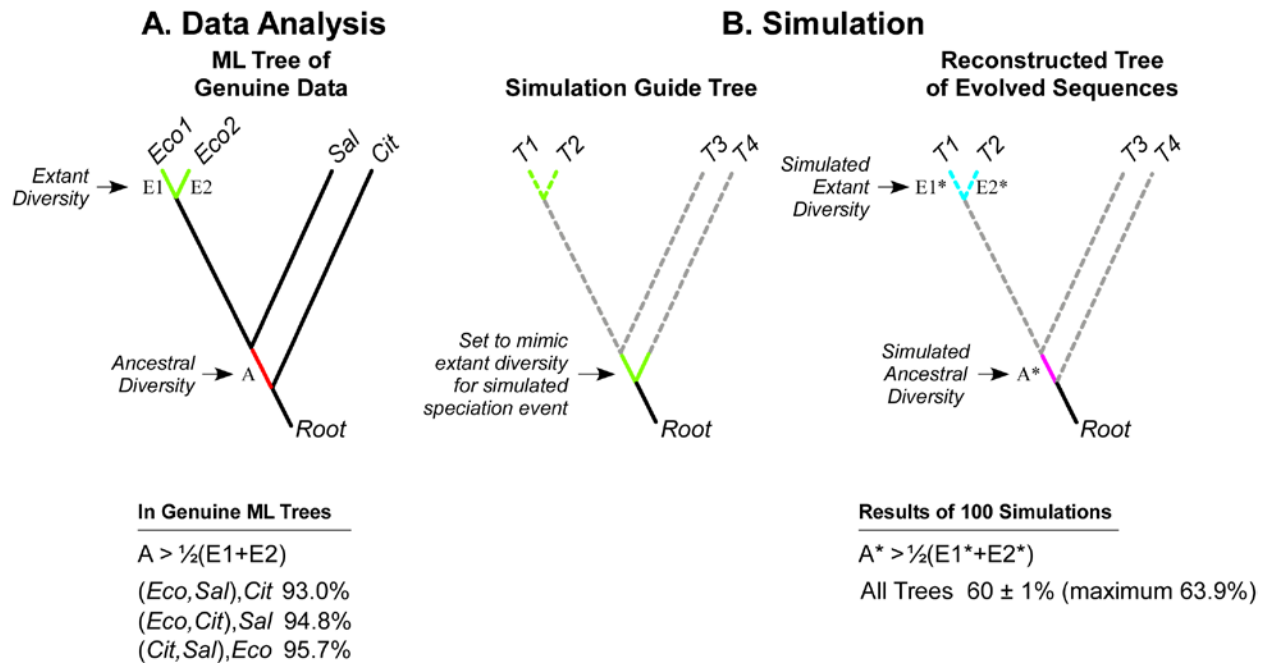 A. Data Analysis
ML Tree of
Genuine Data
Eco1
Eco2
Sal
Cit
Extant
Diversity
E1
E2
Ancestral
Diversity
A
Root
In Genuine ML Trees
A > ½(E1+E2)
(Eco,Sal),Cit 93.0%
(Eco,Cit),Sal 94.8%
(Cit,Sal),Eco 95.7%
B. Simulation
Simulation Guide Tree
T1
T2
T3
T4
Set to mimic
extant diversity
for simulated
speciation event
Root
Reconstructed Tree
of Evolved Sequences
T1
T2
T3
T4
Simulated
Extant
Diversity
E1*
E2*
Simulated
Ancestral
Diversity
A*
Root
Results of 100 Simulations
A* > ½(E1*+E2*)
All Trees 60 ± 1% (maximum 63.9%)